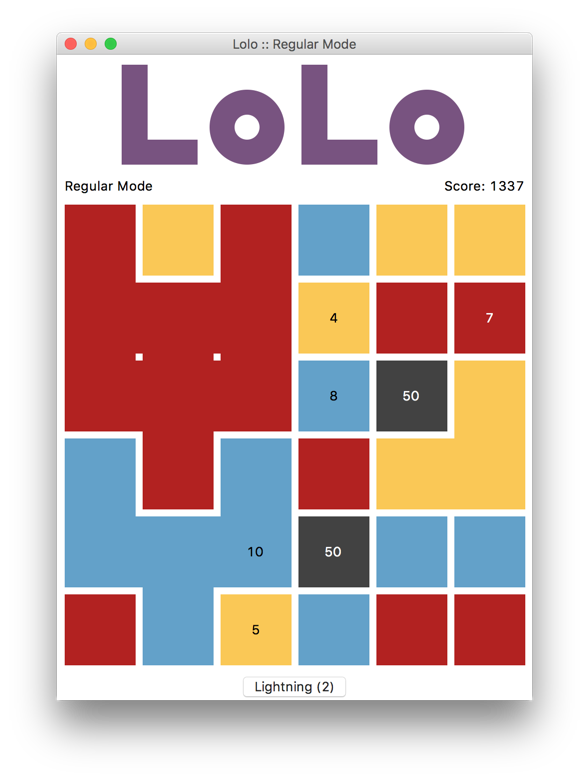 Lolo :: Regular Mode
LoLo
Regular Mode Score: 1337
4 7
8 50
10 50
5
Lightning (2)